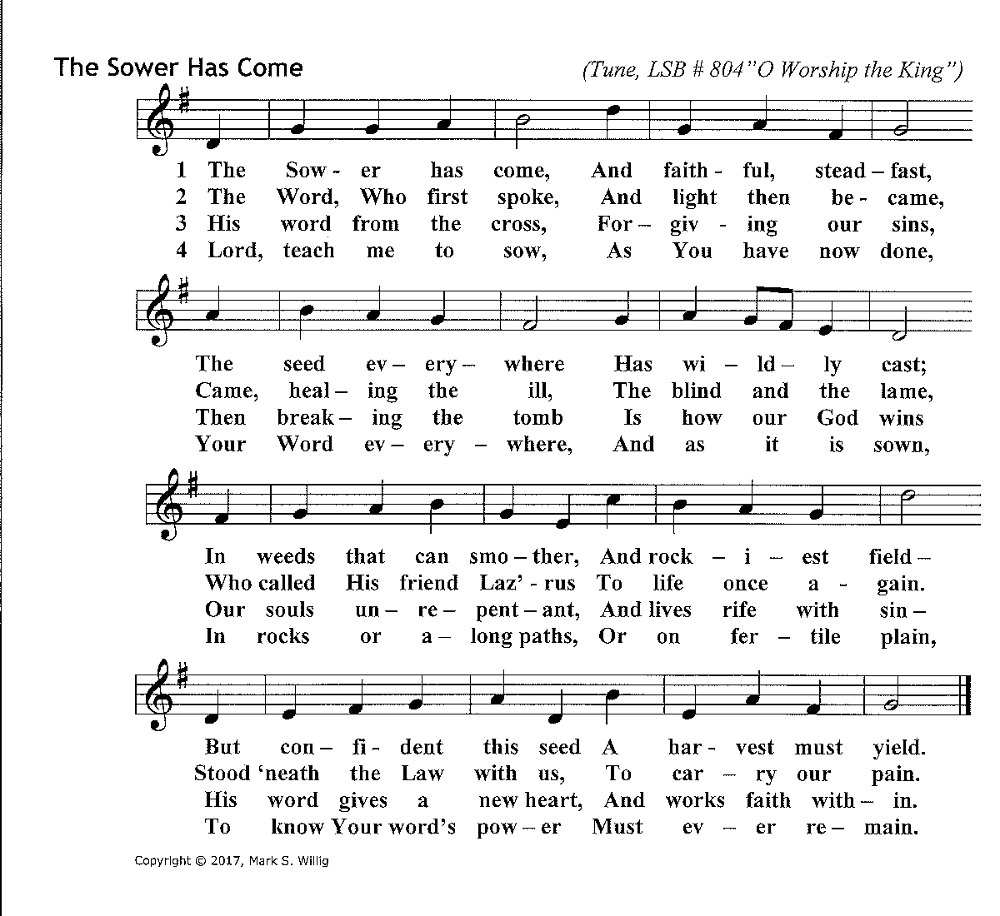 The Sower Has Come (Tune, LSB # 804"O Worship the King")
1 The Sow - er has come, And faith - ful, stead – fast,
2 The Word, Who first spoke, And light then be - came,
3 His word from the cross, For – giv - ing our sins,
4 Lord, teach me to sow, As You have now done,
The seed ev – ery – where Has wi – ld – ly cast;
Came, heal – ing the ill, The blind and the lame,
Then break – ing the tomb Is how our God wins
Your Word ev – ery – where, And as it is sown,
In weeds that can smo – ther, And rock – i – est field –
Who called His friend Laz' - rus To life once a - gain.
Our souls un – re – pent – ant, And lives rife with sin –
In rocks or a – long paths, Or on fer – tile plain,
But con – fi - dent this seed A har - vest must yield.
Stood ‘neath the Law with us, To car – ry our pain.
His word gives a new heart, And works faith with – in.
To know Your word's pow – er Must ev – er re – main.
Copyright © 2017, Mark S. Willig